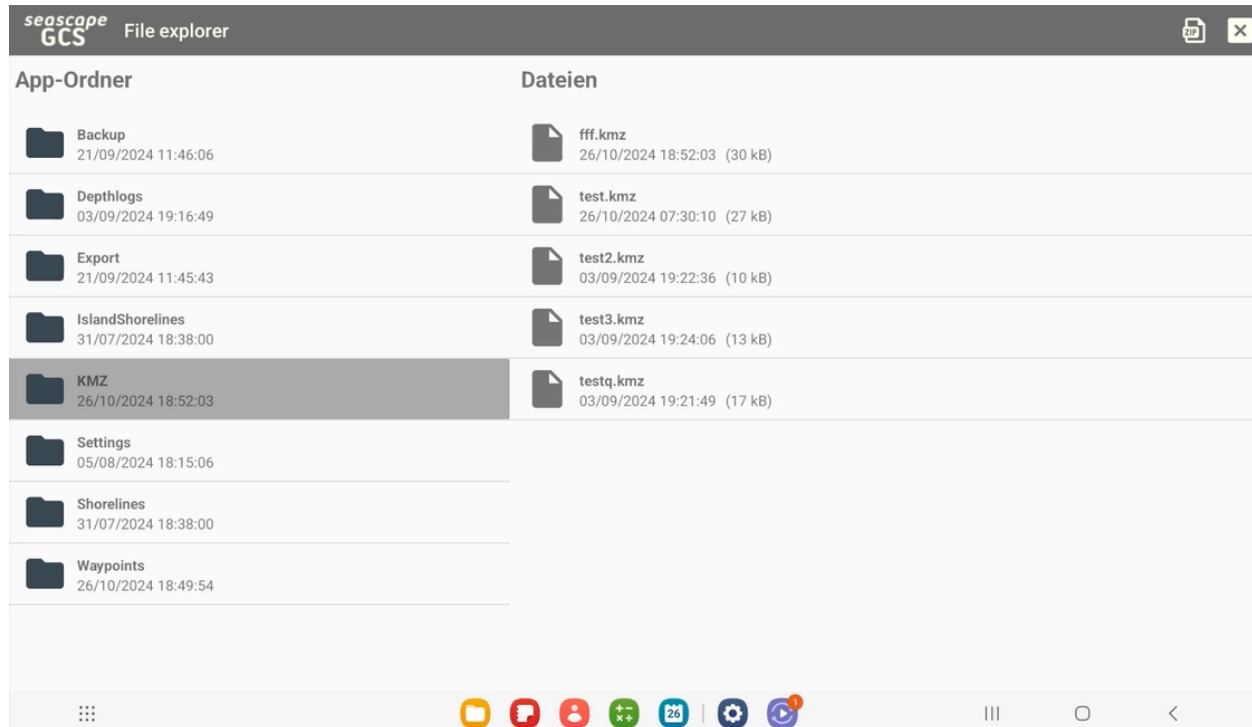 seascape
GCS
File explorer
ZIP
App-Ordner
Dateien
Backup
21/09/2024 11:46:06
Depthlogs
03/09/2024 19:16:49
Export
21/09/2024 11:45:43
IslandShorelines
31/07/2024 18:38:00
KMZ
26/10/2024 18:52:03
Settings
05/08/2024 18:15:06
Shorelines
31/07/2024 18:38:00
Waypoints
26/10/2024 18:49:54
fff.kmz
26/10/2024 18:52:03 (30 kB)
test.kmz
26/10/2024 07:30:10 (27 kB)
test2.kmz
03/09/2024 19:22:36 (10 kB)
test3.kmz
03/09/2024 19:24:06 (13 kB)
testq.kmz
03/09/2024 19:21:49 (17 kB)
26
1